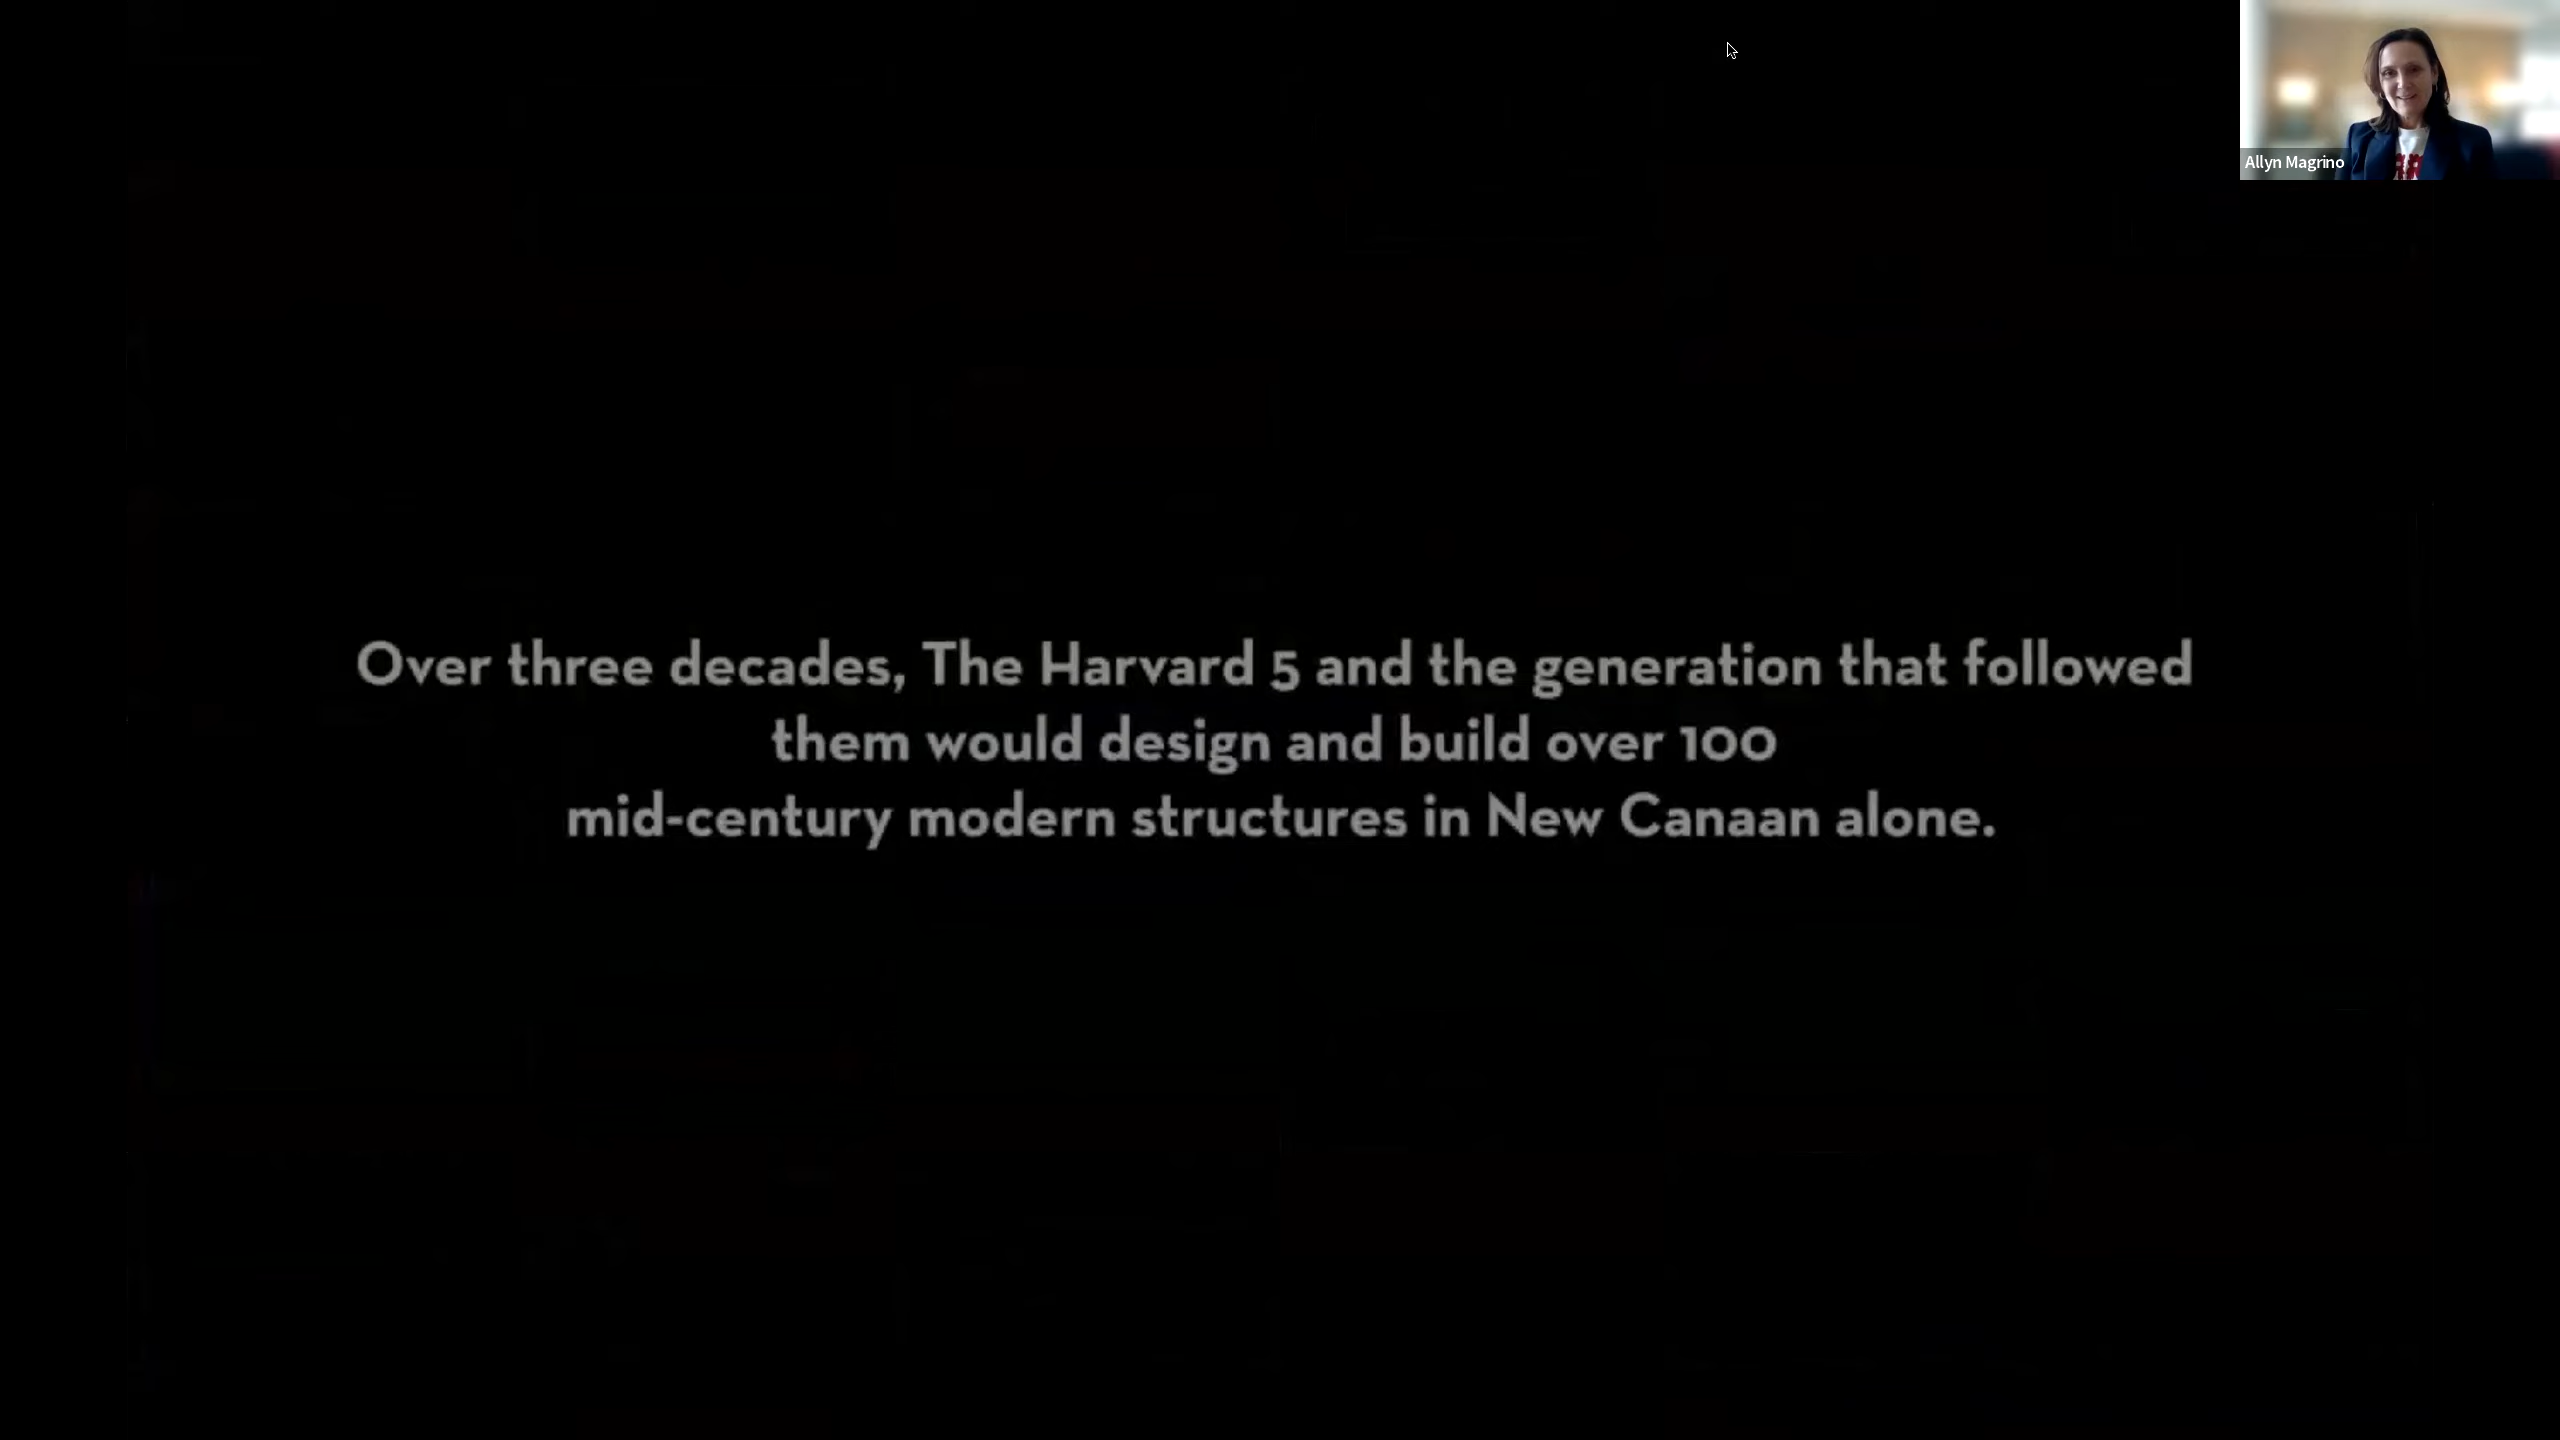 Allyn Magrino
Over three decades, The Harvard 5 and the generation that followed
them would design and build over 100
mid-century modern structures in New Canaan alone.